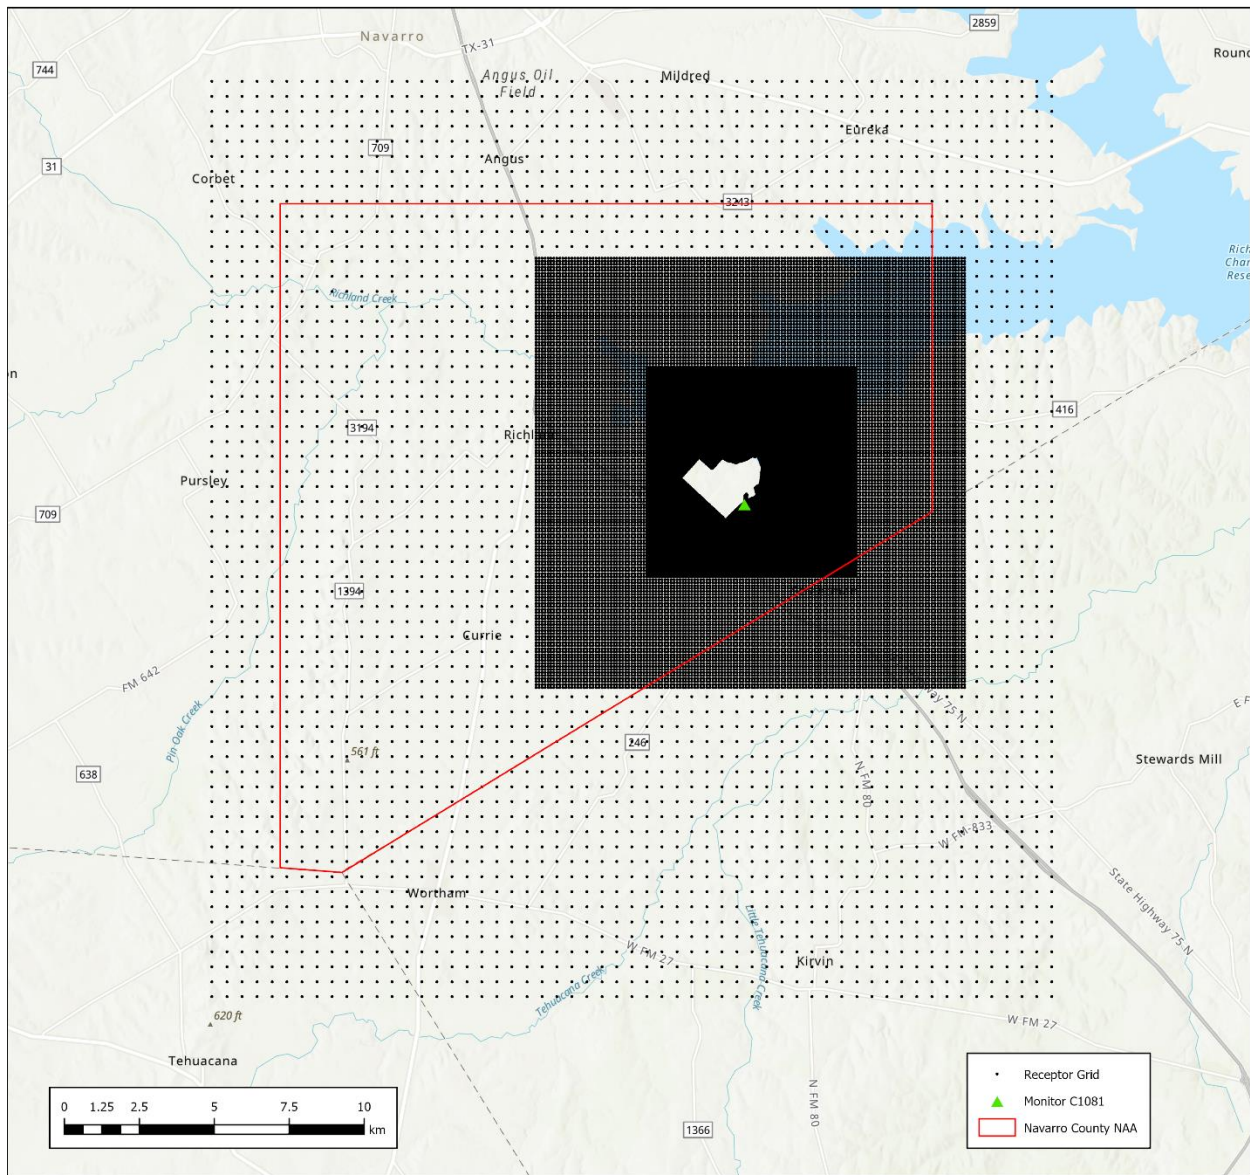 2859
Navarro
TX-31
Roun
744
Angus Oil
Field
Mildred
Eureka
709
Angus
31
Corbet
3243
Rich
Char
Rese
Richland Creek
on
416
3194
Richl
Pursley
709
1394
Currie
FM 642
way 75 N
E F
Pin Oak Creek
561 ft
246
638
N FM 80
Stewards Mill
W FM-833
Wortham
State Highway 75 N
Little Tehuacana Creek
W FM 27
Kirvin
Tehuacana Creek
620 ft
W FM 27
Tehuacana
N FM 80
1366
0 1.25 2.5 5 7.5 10
km
Receptor Grid
Monitor C1081
Navarro County NAA